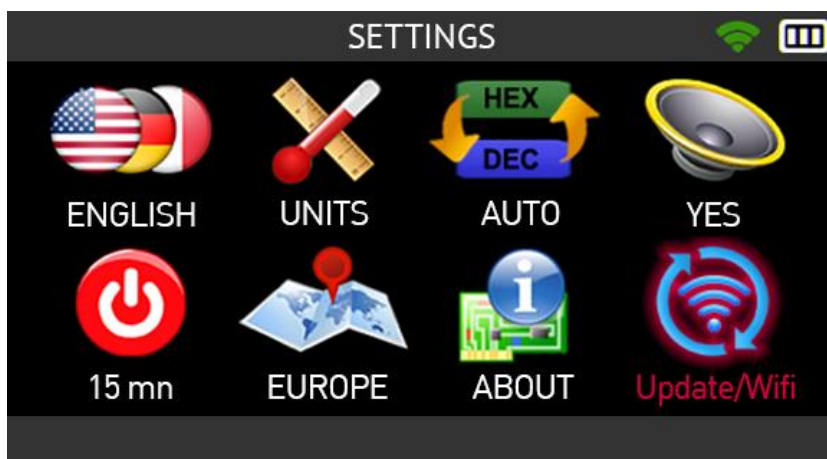 SETTINGS
HEX
DEC
ENGLISH UNITS AUTO YES
i
15 mn EUROPE ABOUT Update/Wifi